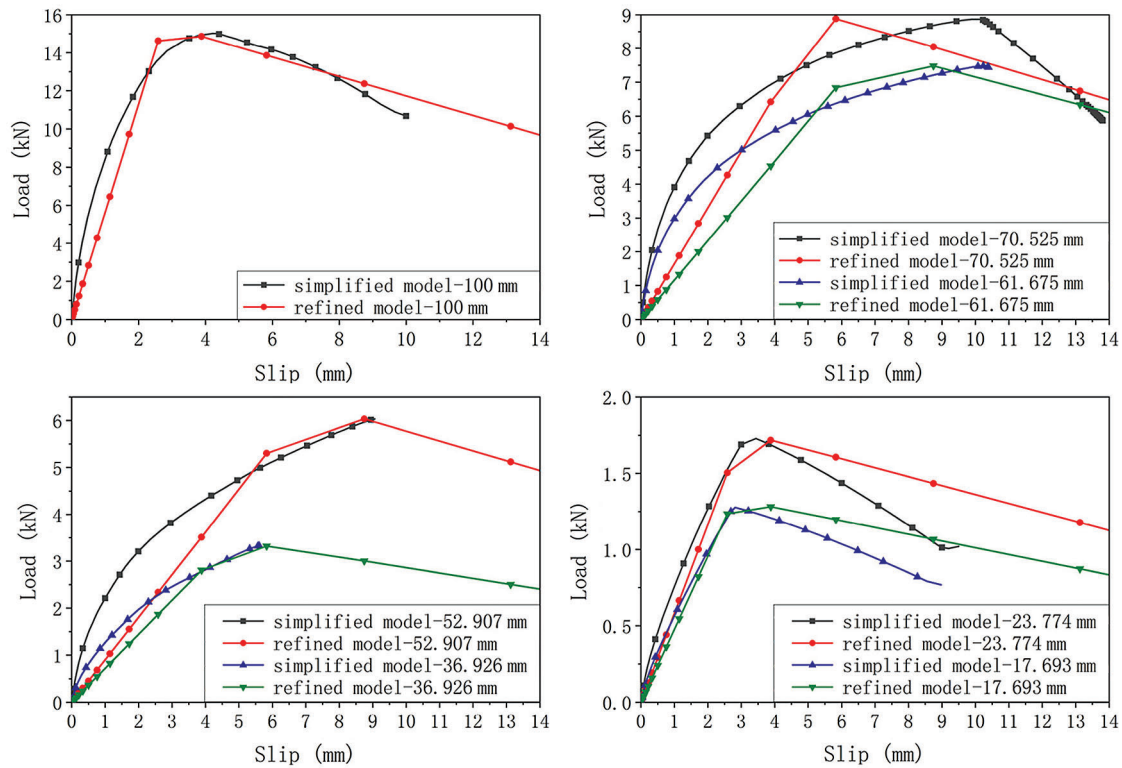 16
14
12
10
8
6
4
2
0
Load (kN)
simplified model-100 mm
refined model-100 mm
0 2 4 6 8 10 12 14
Slip (mm)
9
8
7
6
5
4
3
2
1
0
Load (kN)
simplified model-70.525 mm
refined model-70.525 mm
simplified model-61.675 mm
refined model-61.675 mm
0 1 2 3 4 5 6 7 8 9 10 11 12 13 14
Slip (mm)
6
5
4
3
2
1
0
Load (kN)
simplified model-52.907 mm
refined model-52.907 mm
simplified model-36.926 mm
refined model-36.926 mm
0 1 2 3 4 5 6 7 8 9 10 11 12 13 14
Slip (mm)
2.0
1.5
1.0
0.5
0.0
Load (kN)
simplified model-23.774 mm
refined model-23.774 mm
simplified model-17.693 mm
refined model-17.693 mm
0 1 2 3 4 5 6 7 8 9 10 11 12 13 14
Slip (mm)